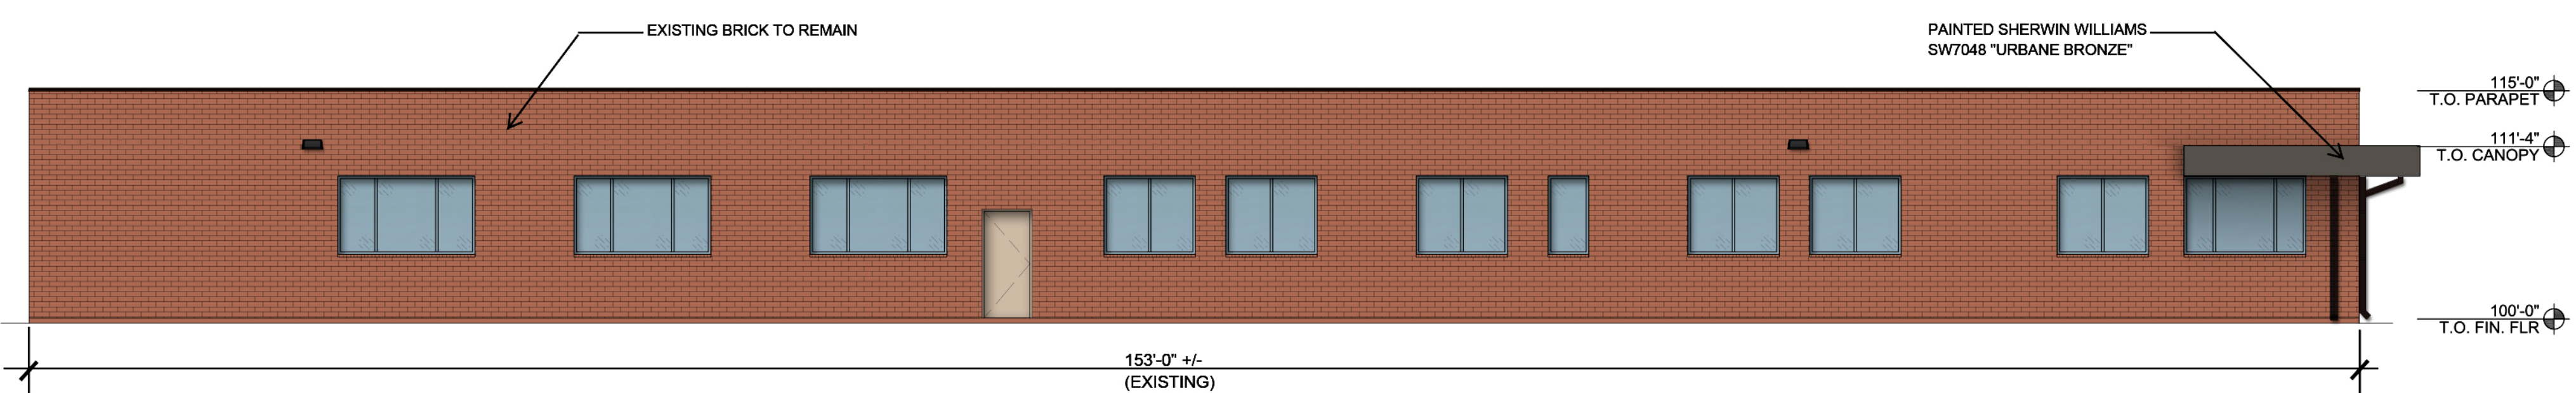 EXISTING BRICK TO REMAIN
PAINTED SHERWIN WILLIAMS
SW7048 "URBANE BRONZE"
115'-0"
T.O. PARAPET
111'-4"
T.O. CANOPY
100'-0"
T.O. FIN. FLR
153'-0" +/-
(EXISTING)